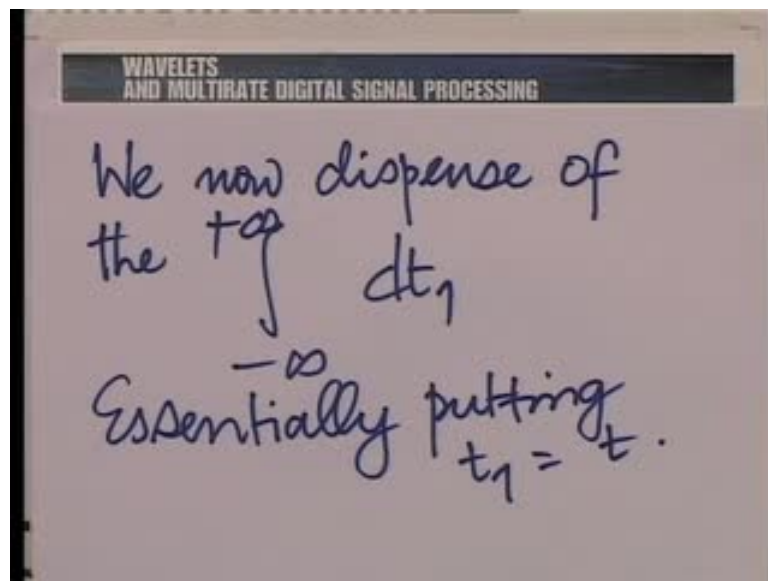 WAVELETS
AND MULTIRATE DIGITAL SIGNAL PROCESSING
We now dispense of
the ∫ dt₁
+∞
-∞
Essentially putting
t₁ = t.